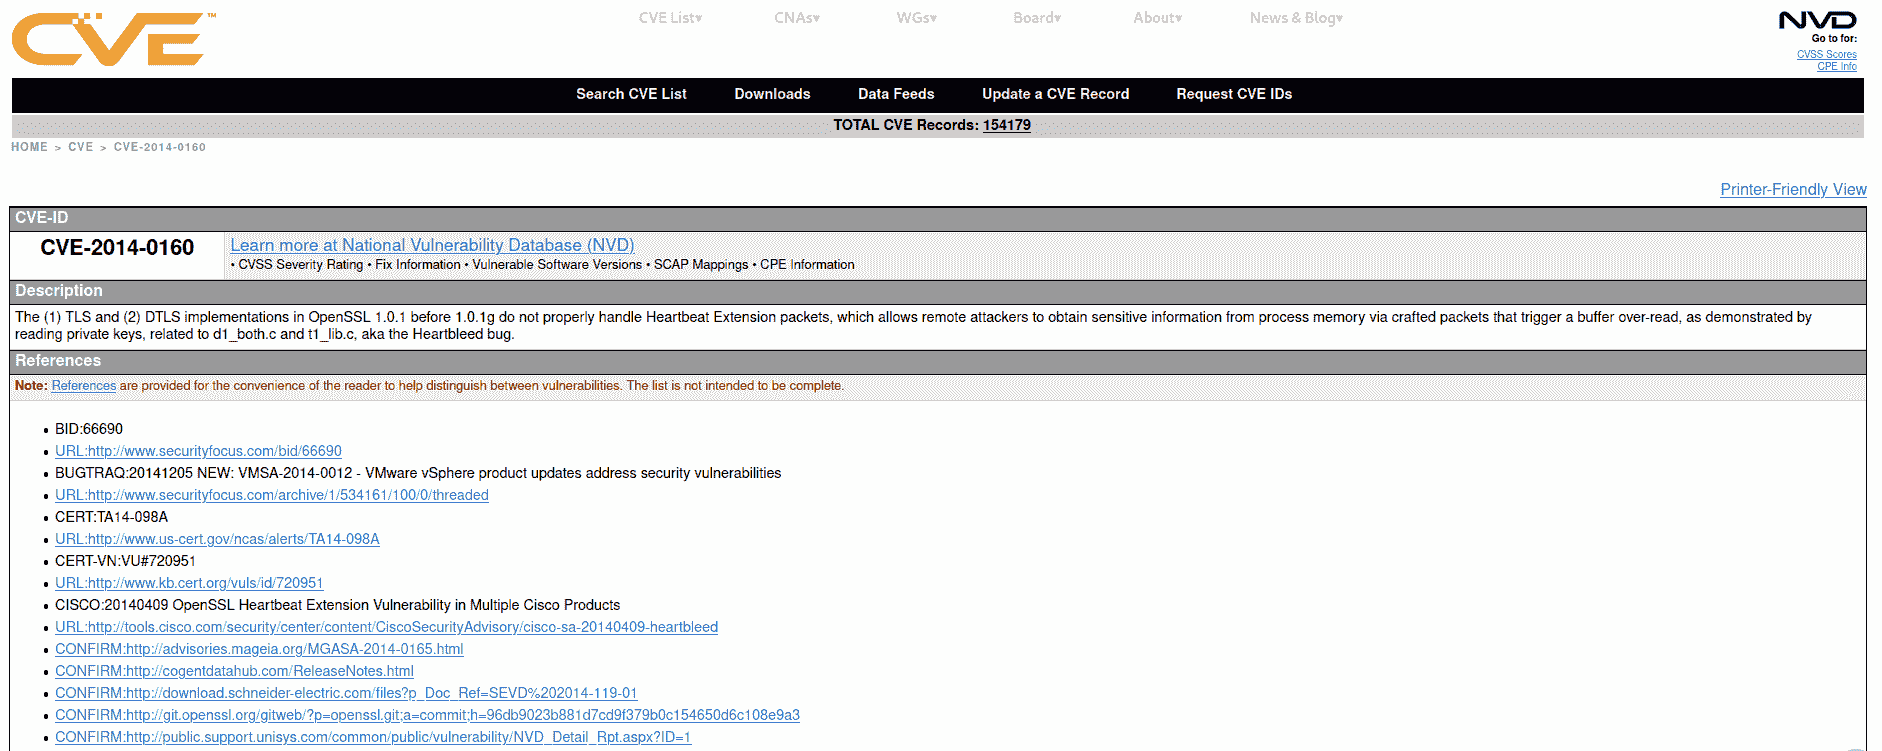 CVE™
CVE List▾ CNAs▾ WGs▾ Board▾ About▾ News & Blog▾
NVD
Go to for:
CVSS Scores
CPE Info
Search CVE List Downloads Data Feeds Update a CVE Record Request CVE IDs
TOTAL CVE Records: 154179
HOME > CVE > CVE-2014-0160
Printer-Friendly View
CVE-ID
CVE-2014-0160 Learn more at National Vulnerability Database (NVD)
• CVSS Severity Rating • Fix Information • Vulnerable Software Versions • SCAP Mappings • CPE Information
Description
The (1) TLS and (2) DTLS implementations in OpenSSL 1.0.1 before 1.0.1g do not properly handle Heartbeat Extension packets, which allows remote attackers to obtain sensitive information from process memory via crafted packets that trigger a buffer over-read, as demonstrated by
reading private keys, related to d1_both.c and t1_lib.c, aka the Heartbleed bug.
References
Note: References are provided for the convenience of the reader to help distinguish between vulnerabilities. The list is not intended to be complete.
• BID:66690
• URL:http://www.securityfocus.com/bid/66690
• BUGTRAQ:20141205 NEW: VMSA-2014-0012 - VMware vSphere product updates address security vulnerabilities
• URL:http://www.securityfocus.com/archive/1/534161/100/0/threaded
• CERT:TA14-098A
• URL:http://www.us-cert.gov/ncas/alerts/TA14-098A
• CERT-VN:VU#720951
• URL:http://www.kb.cert.org/vuls/id/720951
• CISCO:20140409 OpenSSL Heartbeat Extension Vulnerability in Multiple Cisco Products
• URL:http://tools.cisco.com/security/center/content/CiscoSecurityAdvisory/cisco-sa-20140409-heartbleed
• CONFIRM:http://advisories.mageia.org/MGASA-2014-0165.html
• CONFIRM:http://cogentdatahub.com/ReleaseNotes.html
• CONFIRM:http://download.schneider-electric.com/files?p_Doc_Ref=SEVD%202014-119-01
• CONFIRM:http://git.openssl.org/gitweb/?p=openssl.git;a=commit;h=96db9023b881d7cd9f379b0c154650d6c108e9a3
• CONFIRM:http://public.support.unisys.com/common/public/vulnerability/NVD_Detail_Rpt.aspx?ID=1